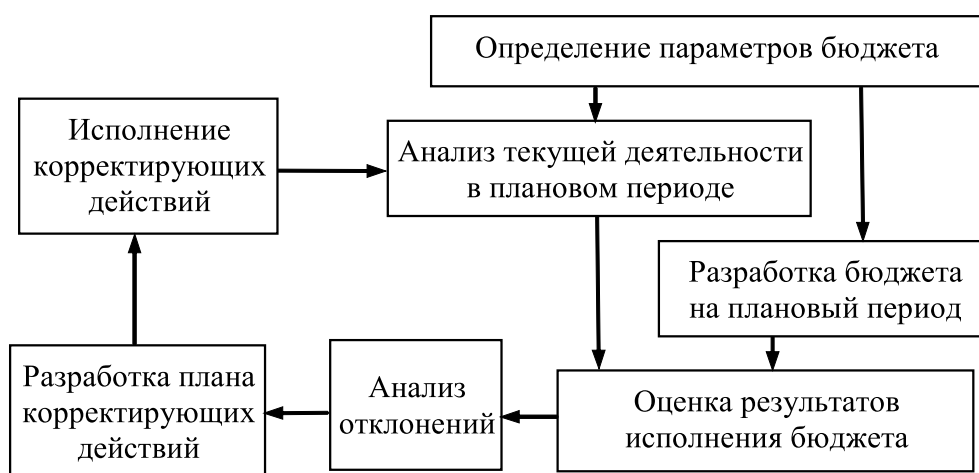 Определение параметров бюджета
Исполнение
корректирующих
действий
Анализ текущей деятельности
в плановом периоде
Разработка бюджета
на плановый период
Разработка плана
корректирующих
действий
Анализ
отклонений
Оценка результатов
исполнения бюджета